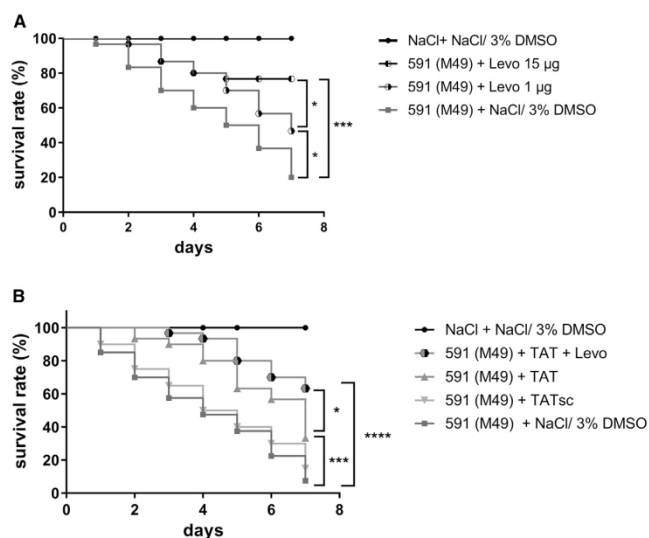 A
survival rate (%)
100
80
60
40
20
0
0 2 4 6 8
days
NaCl+ NaCl/ 3% DMSO
591 (M49) + Levo 15 µg
591 (M49) + Levo 1 µg
591 (M49) + NaCl/ 3% DMSO
*
*
***
B
survival rate (%)
100
80
60
40
20
0
0 2 4 6 8
days
NaCl + NaCl/ 3% DMSO
591 (M49) + TAT + Levo
591 (M49) + TAT
591 (M49) + TATsc
591 (M49) + NaCl/ 3% DMSO
*
***
****